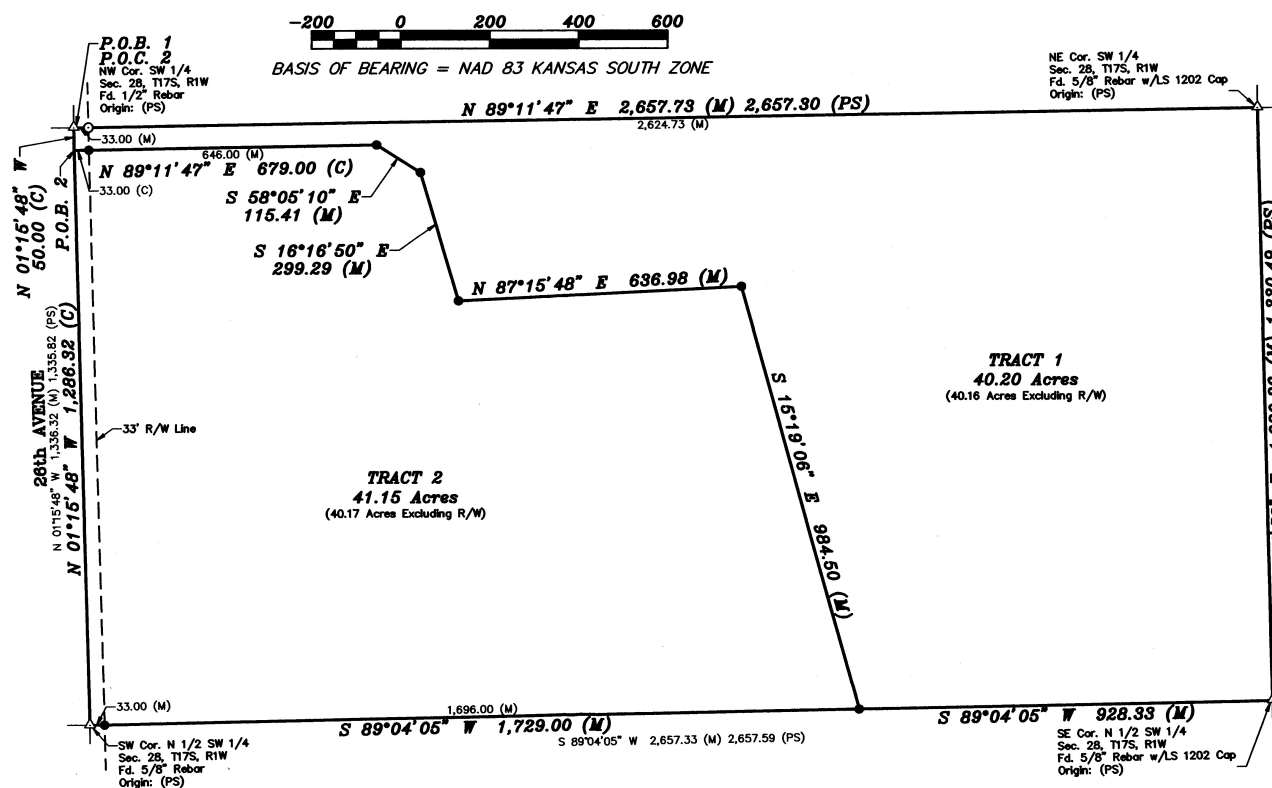 -200 0 200 400 600
BASIS OF BEARING = NAD 83 KANSAS SOUTH ZONE
P.O.B. 1
P.O.C. 2
NW Cor. SW 1/4
Sec. 28, T17S, R1W
Fd. 1/2" Rebar
Origin: (PS)
NE Cor. SW 1/4
Sec. 28, T17S, R1W
Fd. 5/8" Rebar w/LS 1202 Cap
Origin: (PS)
N 89°11'47" E 2,657.73 (M) 2,657.30 (PS)
2,624.73 (M)
33.00 (M)
646.00 (M)
N 89°11'47" E 679.00 (C)
33.00 (C)
N 01°15'48" W
50.00 (C)
P.O.B. 2
S 58°05'10" E
115.41 (M)
S 16°16'50" E
299.29 (M)
N 87°15'48" E 636.98 (M)
TRACT 1
40.20 Acres
(40.16 Acres Excluding R/W)
S 15°19'06" E 984.50 (M)
26th AVENUE
N 01°15'48" W 1,336.32 (M) 1,335.82 (PS)
N 01°15'48" W 1,286.32 (C)
33' R/W Line
TRACT 2
41.15 Acres
(40.17 Acres Excluding R/W)
33.00 (M)
1,696.00 (M)
S 89°04'05" W 1,729.00 (M)
S 89°04'05" W 928.33 (M)
S 89°04'05" W 2,657.33 (M) 2,657.59 (PS)
SW Cor. N 1/2 SW 1/4
Sec. 28, T17S, R1W
Fd. 5/8" Rebar
Origin: (PS)
SE Cor. N 1/2 SW 1/4
Sec. 28, T17S, R1W
Fd. 5/8" Rebar w/LS 1202 Cap
Origin: (PS)